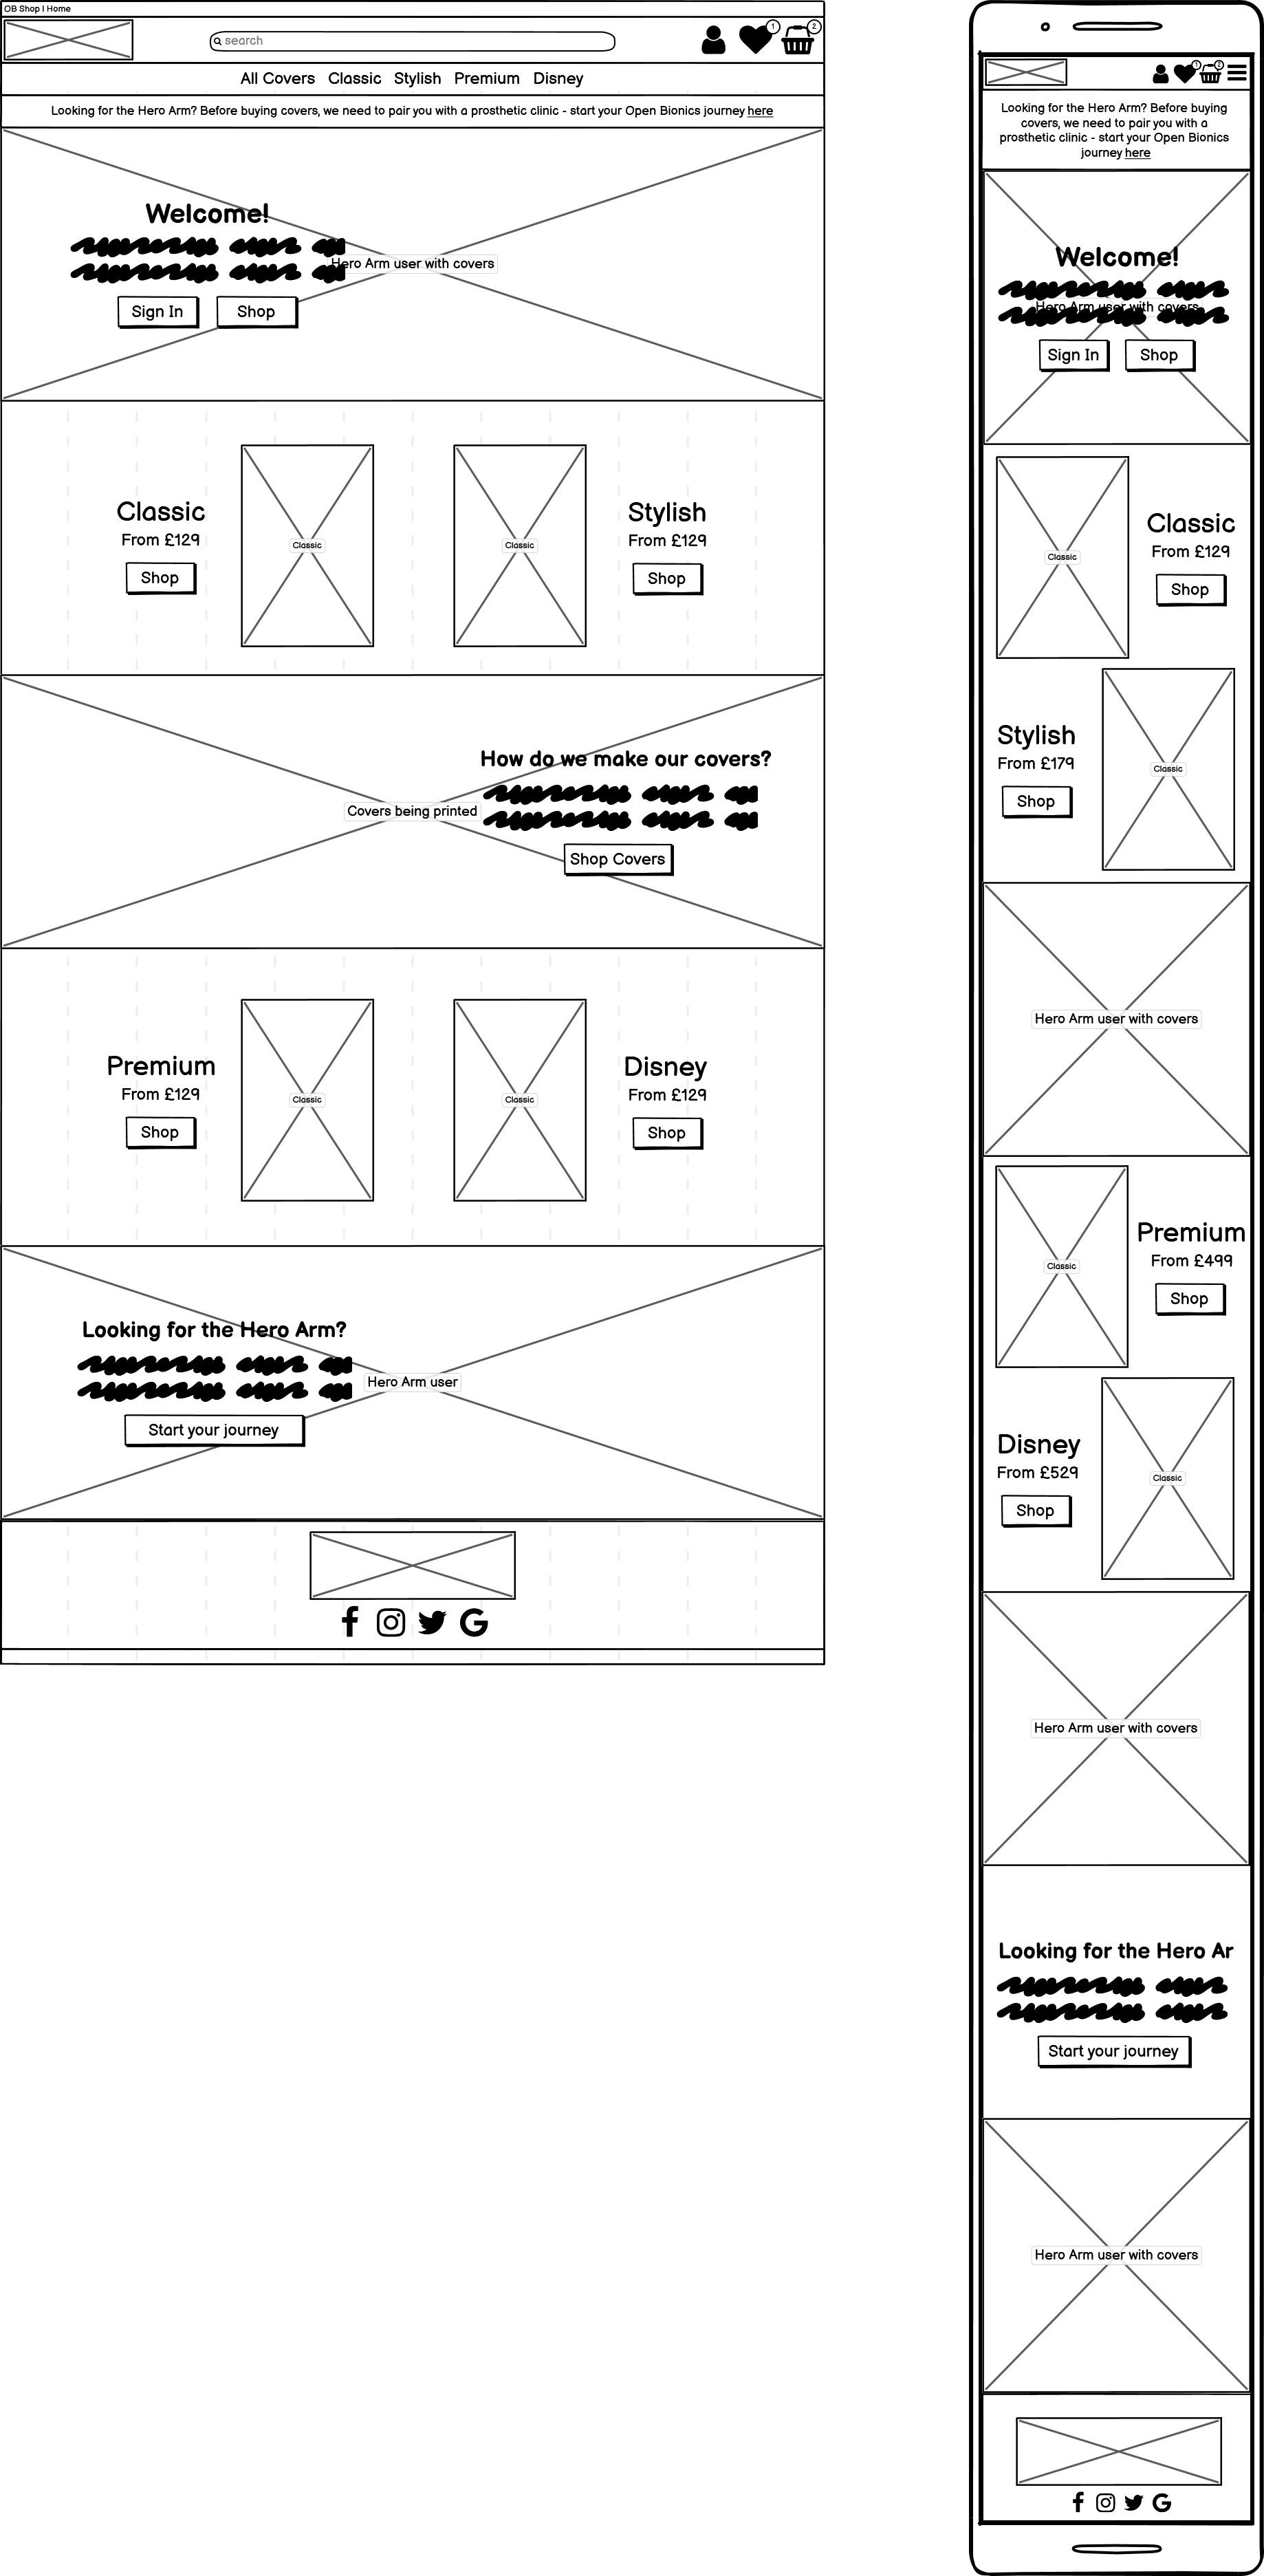 OB Shop | Home
search
1
2
All Covers Classic Stylish Premium Disney
Looking for the Hero Arm? Before buying covers, we need to pair you with a prosthetic clinic - start your Open Bionics journey here
Welcome!
Hero Arm user with covers
Sign In Shop
Classic
From £129
Shop
Classic
Classic
Stylish
From £129
Shop
How do we make our covers?
Covers being printed
Shop Covers
Premium
From £129
Shop
Classic
Classic
Disney
From £129
Shop
Looking for the Hero Arm?
Hero Arm user
Start your journey
1
2
Looking for the Hero Arm? Before buying
covers, we need to pair you with a
prosthetic clinic - start your Open Bionics
journey here
Welcome!
Hero Arm user with covers
Sign In Shop
Classic
Classic
From £129
Shop
Stylish
From £179
Shop
Classic
Hero Arm user with covers
Classic
Premium
From £499
Shop
Disney
From £529
Shop
Classic
Hero Arm user with covers
Looking for the Hero Ar
Start your journey
Hero Arm user with covers